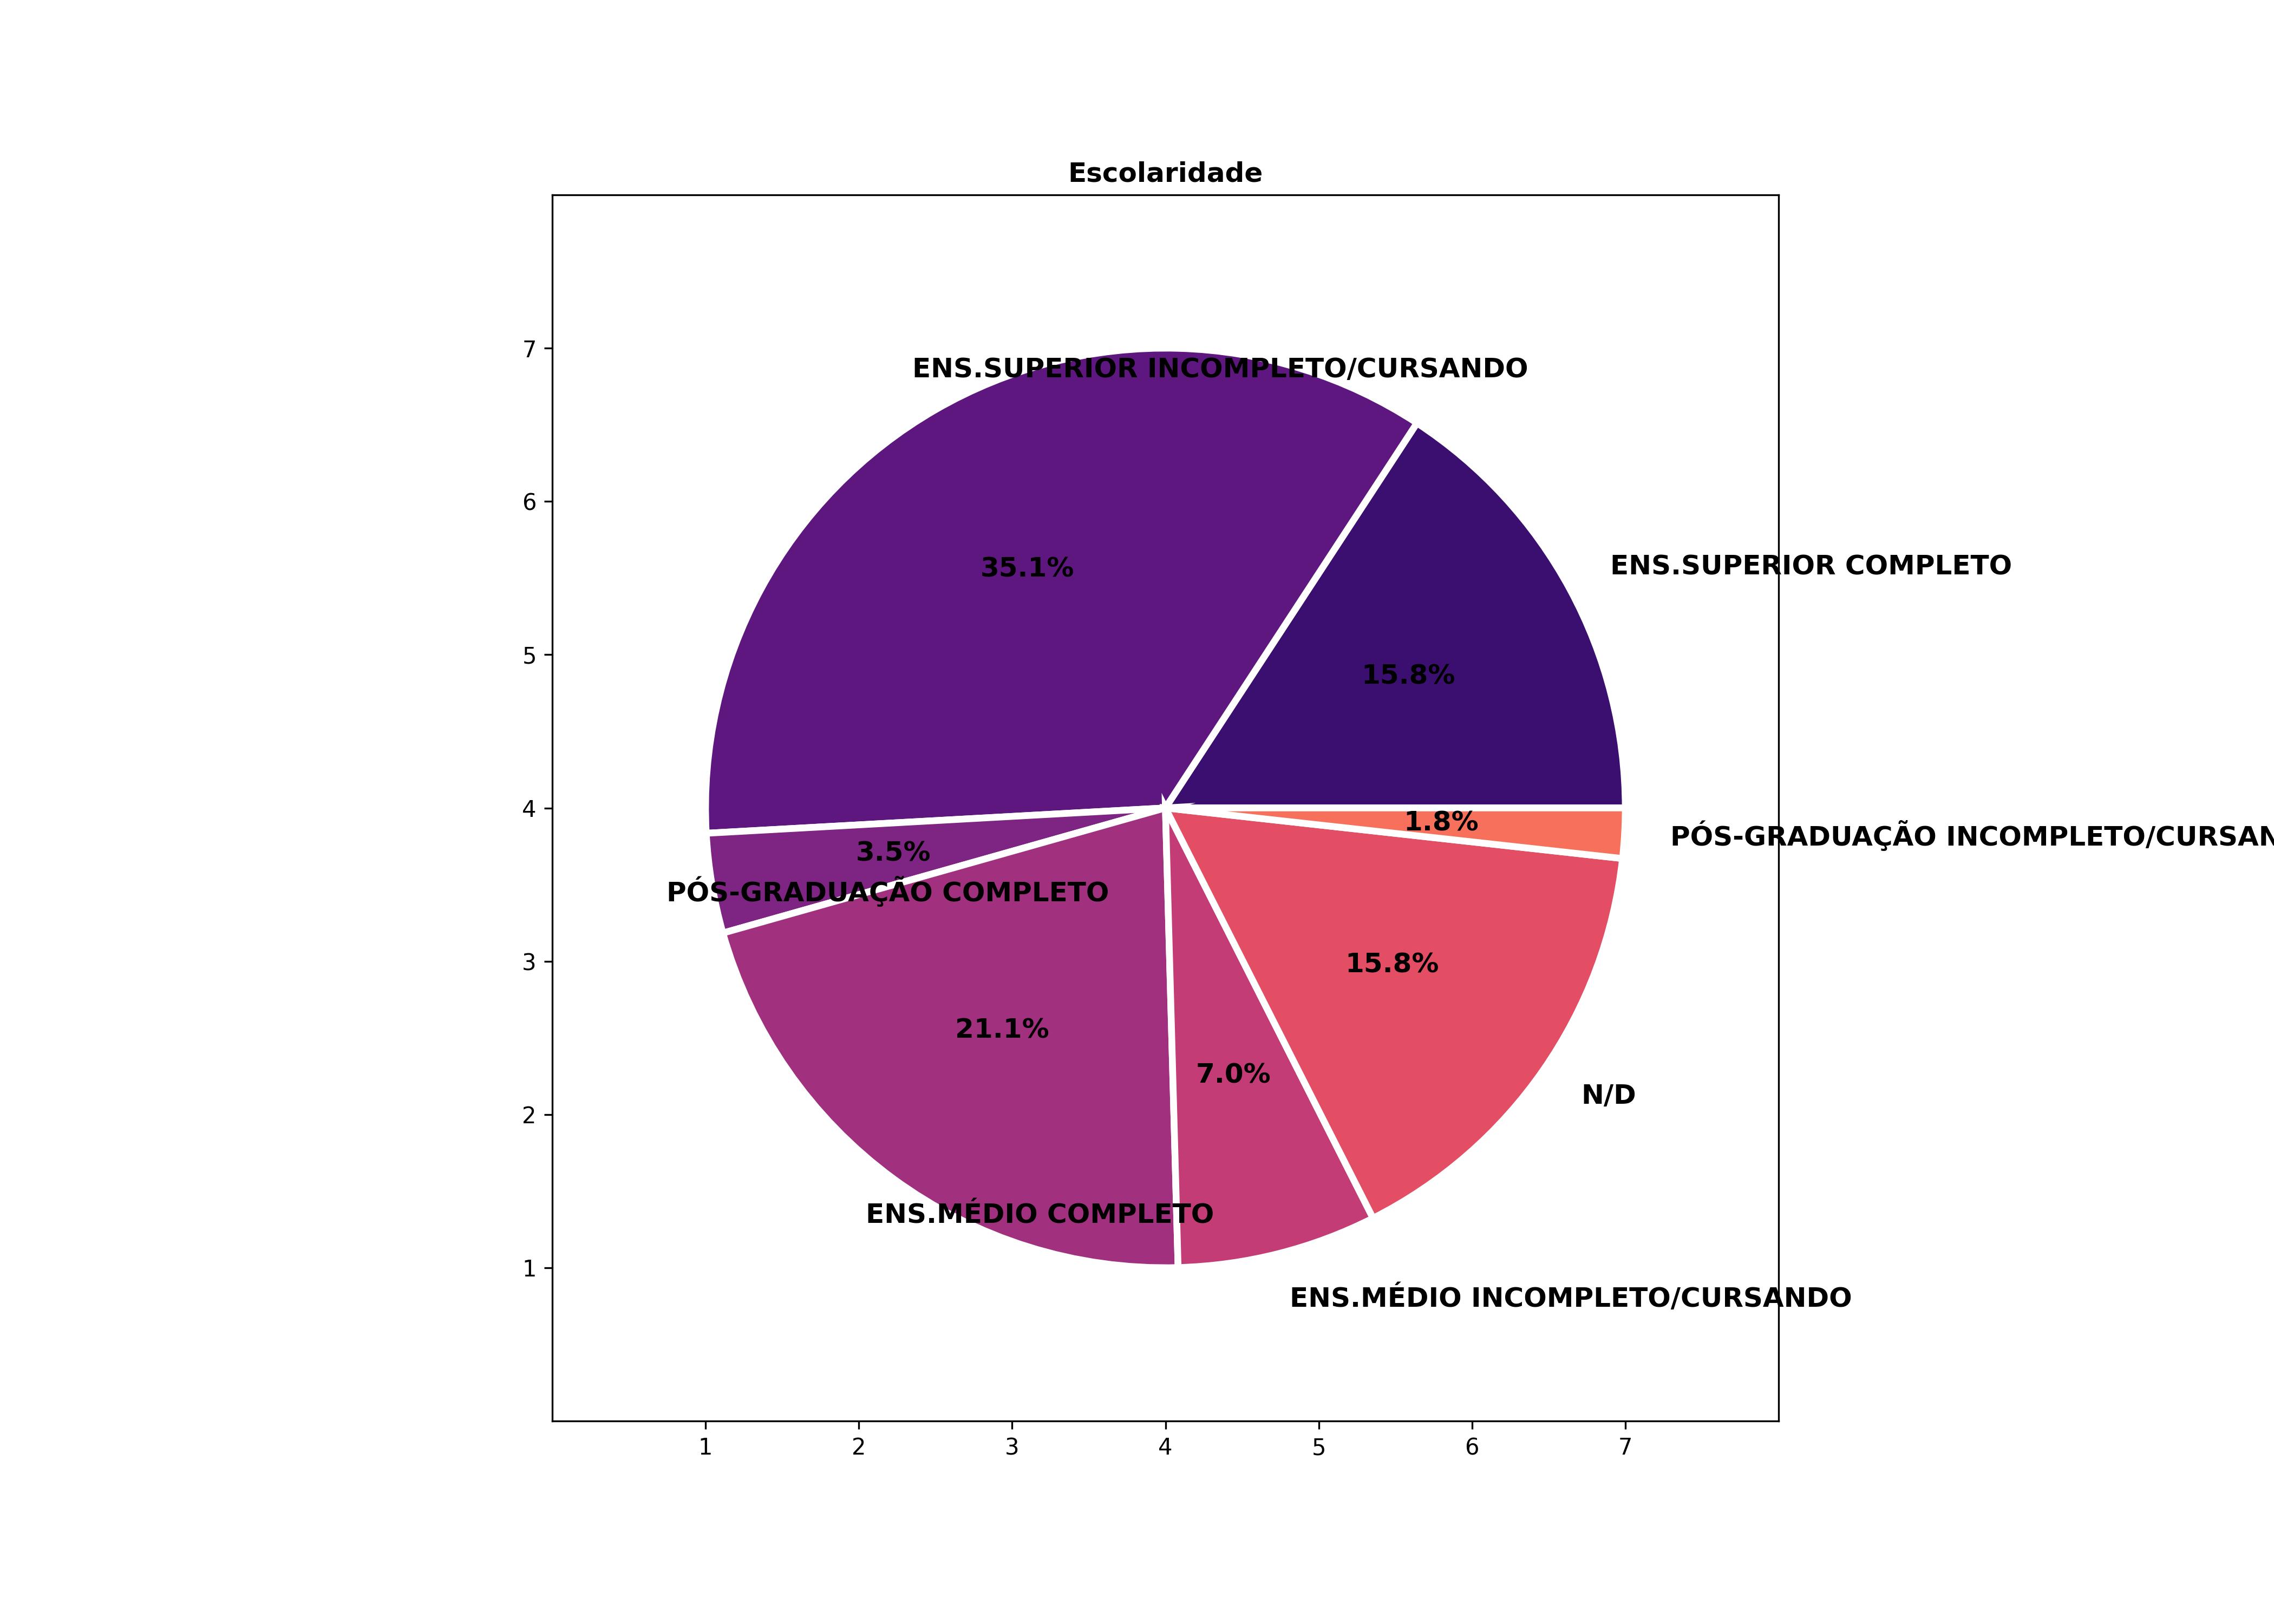 Escolaridade
7
ENS.SUPERIOR INCOMPLETO/CURSANDO
6
35.1%
ENS.SUPERIOR COMPLETO
5
15.8%
4
1.8%
PÓS-GRADUAÇÃO INCOMPLETO/CURSAN
3.5%
PÓS-GRADUAÇÃO COMPLETO
3
15.8%
21.1%
7.0%
2
N/D
ENS.MÉDIO COMPLETO
1
ENS.MÉDIO INCOMPLETO/CURSANDO
1 2 3 4 5 6 7